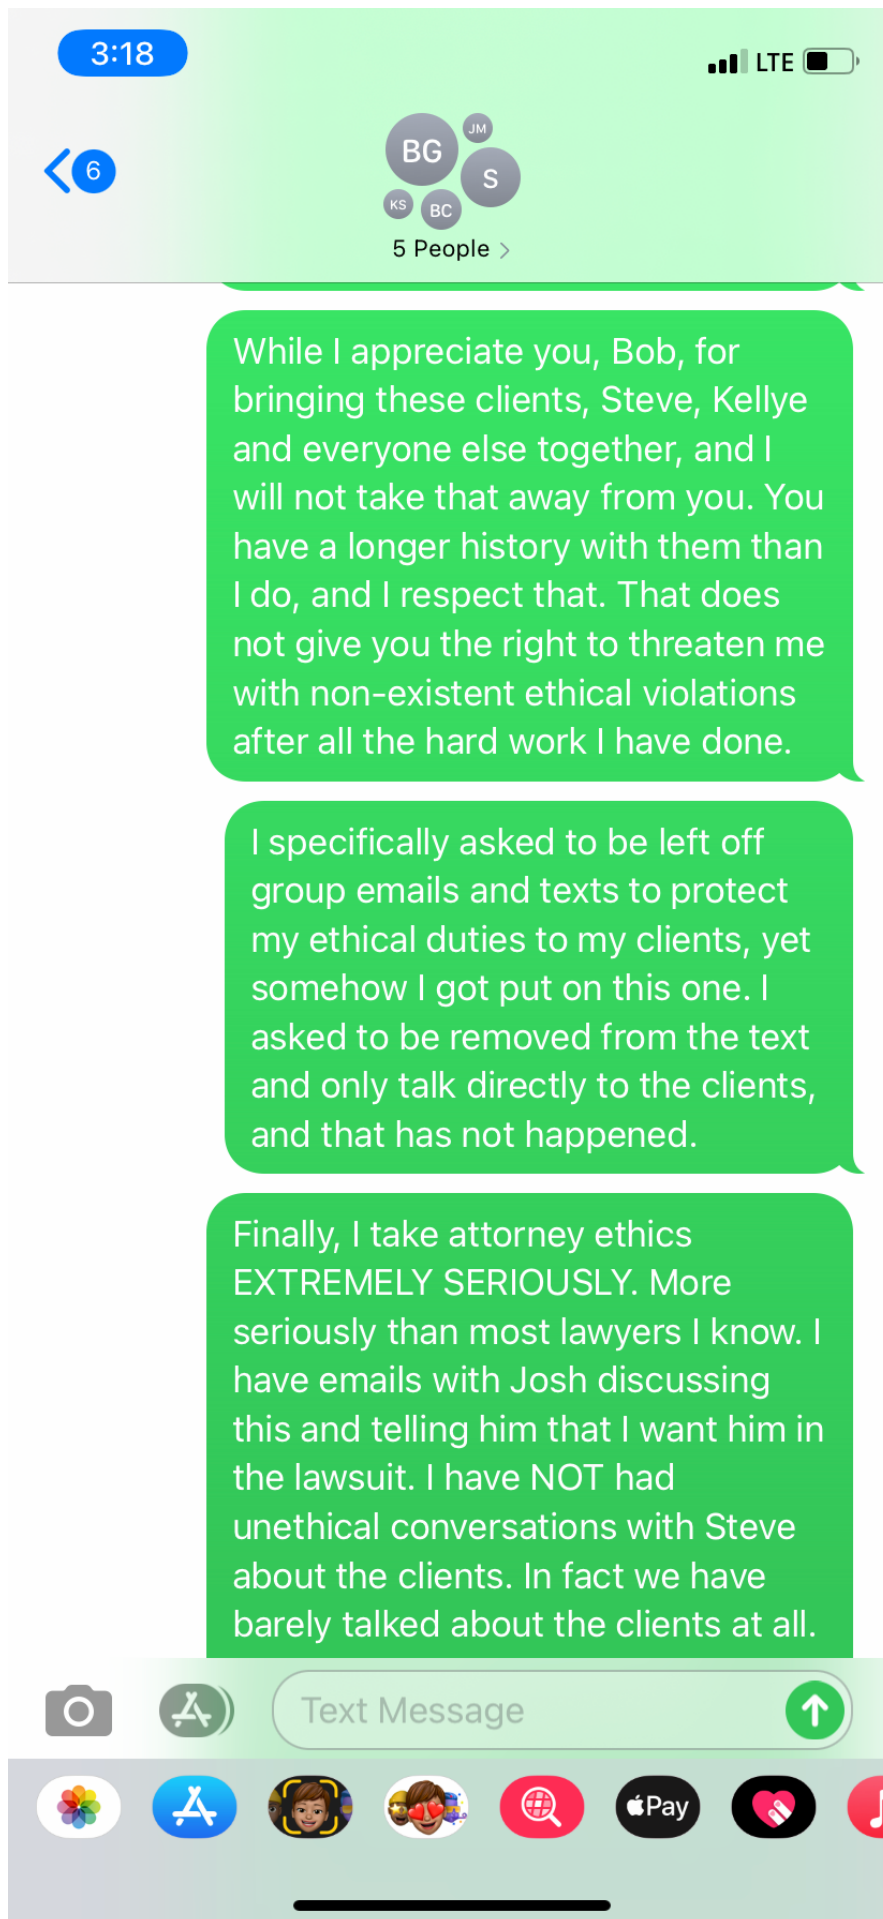 3:18
LTE
6
BG
JM
S
KS
BC
5 People
While I appreciate you, Bob, for
bringing these clients, Steve, Kellye
and everyone else together, and I
will not take that away from you. You
have a longer history with them than
I do, and I respect that. That does
not give you the right to threaten me
with non-existent ethical violations
after all the hard work I have done.
I specifically asked to be left off
group emails and texts to protect
my ethical duties to my clients, yet
somehow I got put on this one. I
asked to be removed from the text
and only talk directly to the clients,
and that has not happened.
Finally, I take attorney ethics
EXTREMELY SERIOUSLY. More
seriously than most lawyers I know. I
have emails with Josh discussing
this and telling him that I want him in
the lawsuit. I have NOT had
unethical conversations with Steve
about the clients. In fact we have
barely talked about the clients at all.
Text Message
Pay